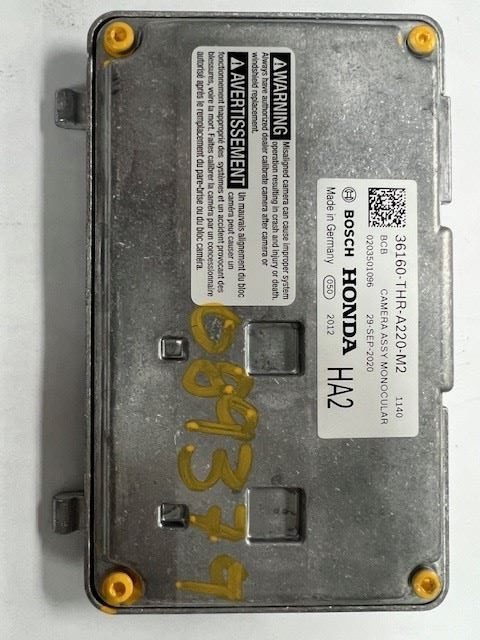 36160-THR-A220-M2 1140
BCB CAMERA ASSY MONOCULAR
0203501096 29-SEP-2020
BOSCH HONDA HA2
Made in Germany 050 2012
WARNING Misaligned camera can cause improper system
operation resulting in crash and injury or death.
Always have authorized dealer calibrate camera after camera or
windshield replacement.
AVERTISSEMENT Un mauvais alignement du bloc
caméra peut causer un
fonctionnement inapproprié des systèmes et un accident provocant des
blessures, voire la mort. Faites calibrer la caméra par un concessionnaire
autorisé après le remplacement du pare-brise ou du bloc caméra.
089379